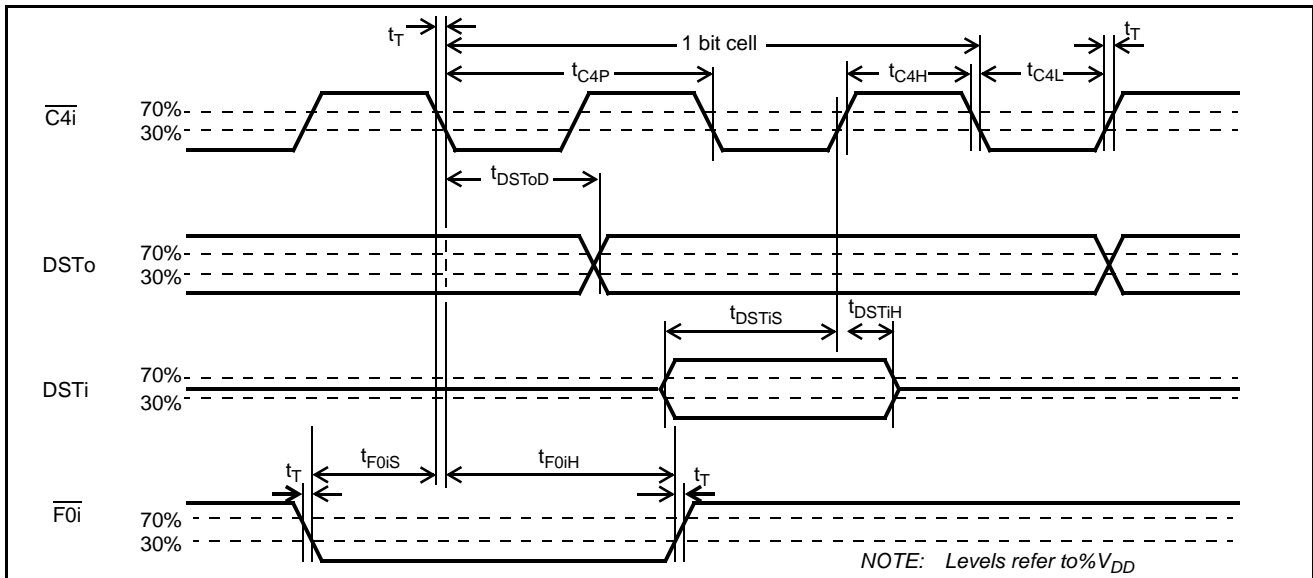 tT
1 bit cell
tT
tC4P
tC4H
tC4L
C4i
70%
30%
tDSToD
DSTo
70%
30%
tDSTiS
tDSTiH
DSTi
70%
30%
tF0iS
tF0iH
tT
tT
F0i
70%
30%
NOTE: Levels refer to%VDD